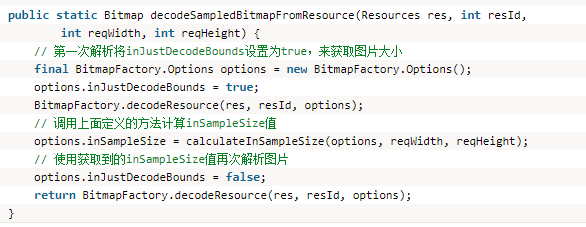 public static Bitmap decodeSampledBitmapFromResource(Resources res, int resId,
        int reqWidth, int reqHeight) {
    // 第一次解析将inJustDecodeBounds设置为true，来获取图片大小
    final BitmapFactory.Options options = new BitmapFactory.Options();
    options.inJustDecodeBounds = true;
    BitmapFactory.decodeResource(res, resId, options);
    // 调用上面定义的方法计算inSampleSize值
    options.inSampleSize = calculateInSampleSize(options, reqWidth, reqHeight);
    // 使用获取到的inSampleSize值再次解析图片
    options.inJustDecodeBounds = false;
    return BitmapFactory.decodeResource(res, resId, options);
}